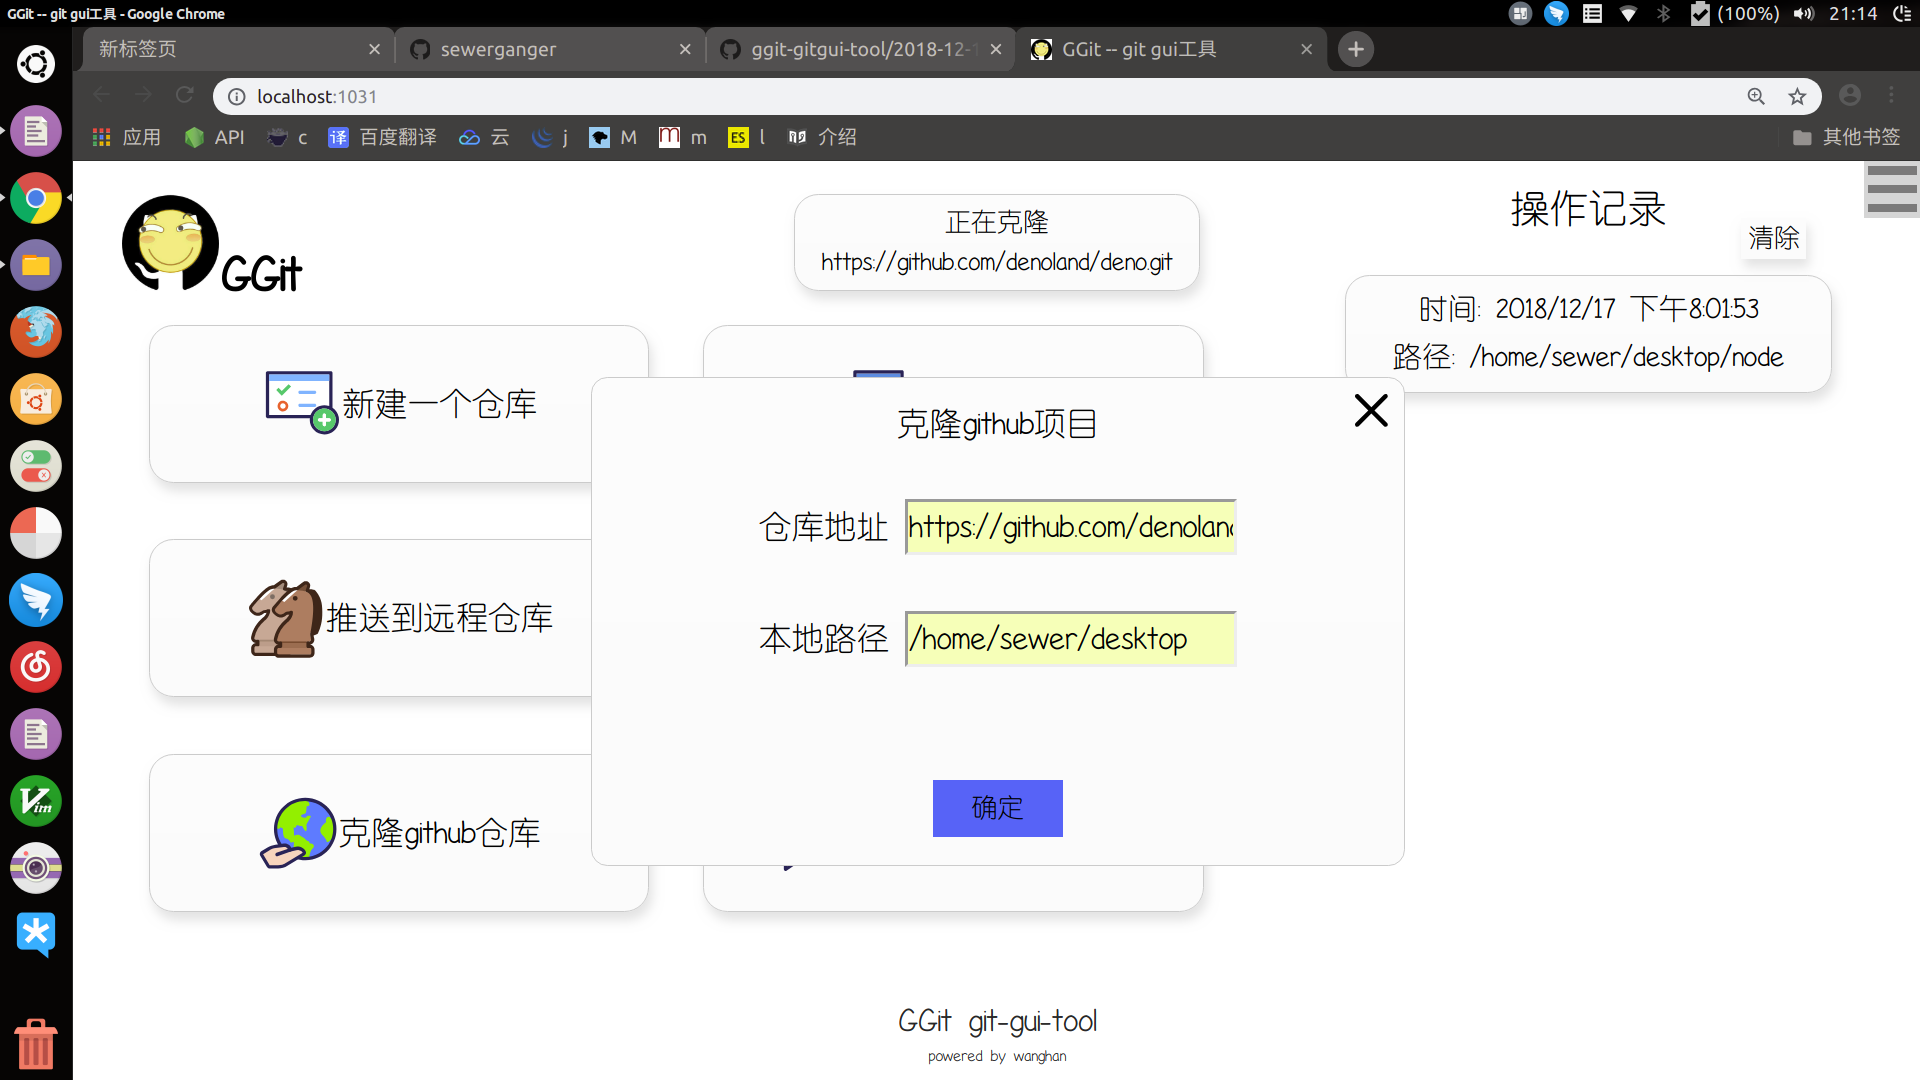 GGit -- git gui工具 - Google Chrome
(100%)
21:14
新标签页
sewerganger
ggit-gitgui-tool/2018-12-1
GGit -- git gui工具
localhost:1031
应用
API
c
译
百度翻译
云
j
M
m
ES
l
介绍
其他书签
GGit
正在克隆
https://github.com/denoland/deno.git
操作记录
清除
时间: 2018/12/17 下午8:01:53
路径: /home/sewer/desktop/node
新建一个仓库
推送到远程仓库
克隆github仓库
克隆github项目
仓库地址
https://github.com/denoland
本地路径
/home/sewer/desktop
确定
Vim
GGit git-gui-tool
powered by wanghan